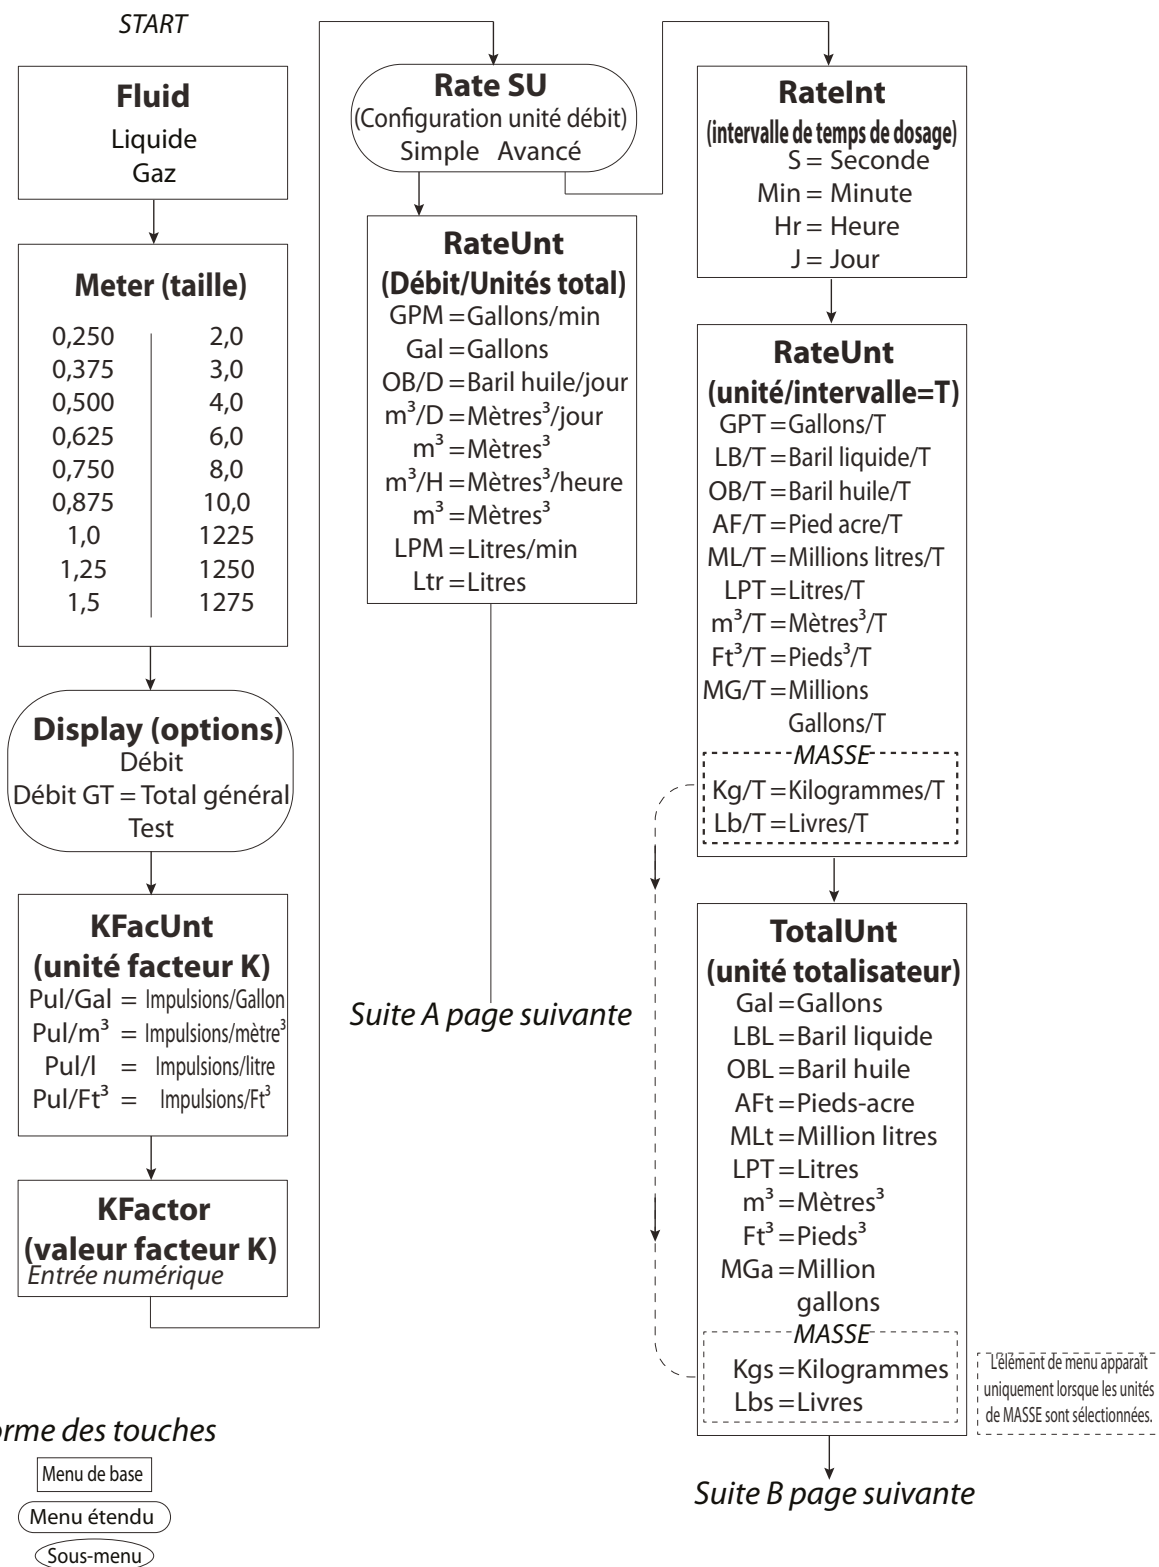 START
Fluid
Liquide
Gaz
Meter (taille)
0,250 2,0
0,375 3,0
0,500 4,0
0,625 6,0
0,750 8,0
0,875 10,0
1,0 1225
1,25 1250
1,5 1275
Display (options)
Débit
Débit GT = Total général
Test
KFacUnt
(unité facteur K)
Pul/Gal = Impulsions/Gallon
Pul/m³ = Impulsions/mètre³
Pul/l = Impulsions/litre
Pul/Ft³ = Impulsions/Ft³
KFactor
(valeur facteur K)
Entrée numérique
Rate SU
(Configuration unité débit)
Simple Avancé
RateUnt
(Débit/Unités total)
GPM = Gallons/min
Gal = Gallons
OB/D = Baril huile/jour
m³/D = Mètres³/jour
m³ = Mètres³
m³/H = Mètres³/heure
m³ = Mètres³
LPM = Litres/min
Ltr = Litres
Suite A page suivante
RateInt
(intervalle de temps de dosage)
S = Seconde
Min = Minute
Hr = Heure
J = Jour
RateUnt
(unité/intervalle=T)
GPT = Gallons/T
LB/T = Baril liquide/T
OB/T = Baril huile/T
AF/T = Pied acre/T
ML/T = Millions litres/T
LPT = Litres/T
m³/T = Mètres³/T
Ft³/T = Pieds³/T
MG/T = Millions
Gallons/T
MASSE
Kg/T = Kilogrammes/T
Lb/T = Livres/T
TotalUnt
(unité totalisateur)
Gal = Gallons
LBL = Baril liquide
OBL = Baril huile
AFt = Pieds-acre
MLt = Million litres
LPT = Litres
m³ = Mètres³
Ft³ = Pieds³
MGa = Million
gallons
MASSE
Kgs = Kilogrammes
Lbs = Livres
L'élément de menu apparaît
uniquement lorsque les unités
de MASSE sont sélectionnées.
Suite B page suivante
orme des touches
Menu de base
Menu étendu
Sous-menu